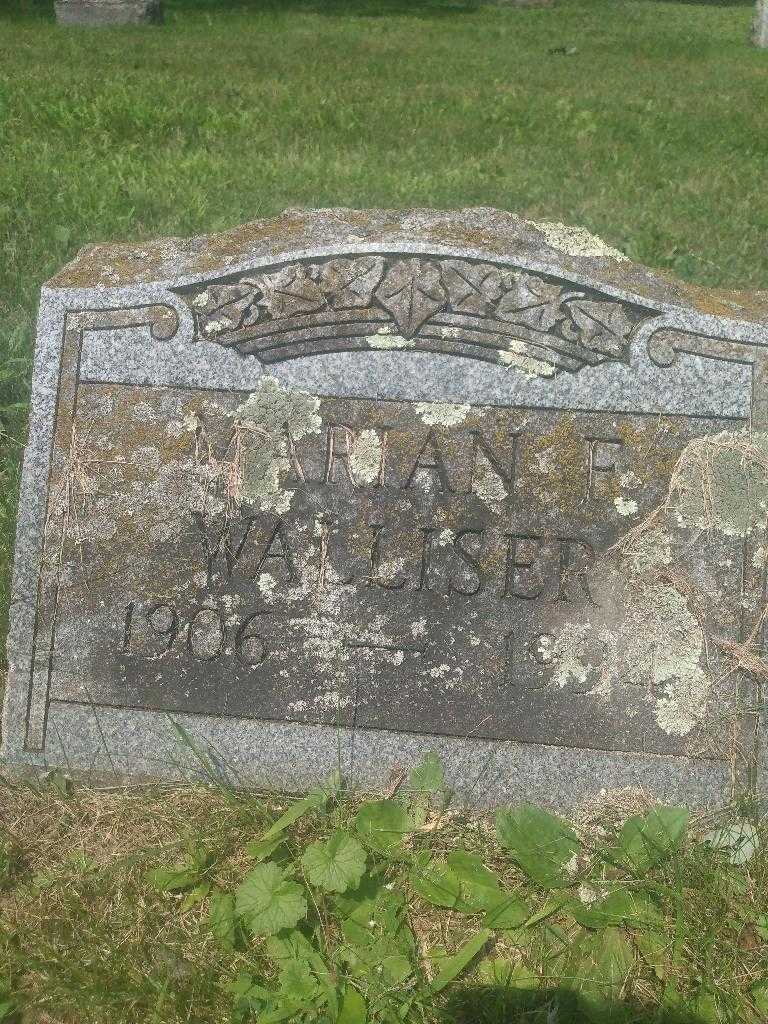 MARIAN F
WALLISER
1906 —